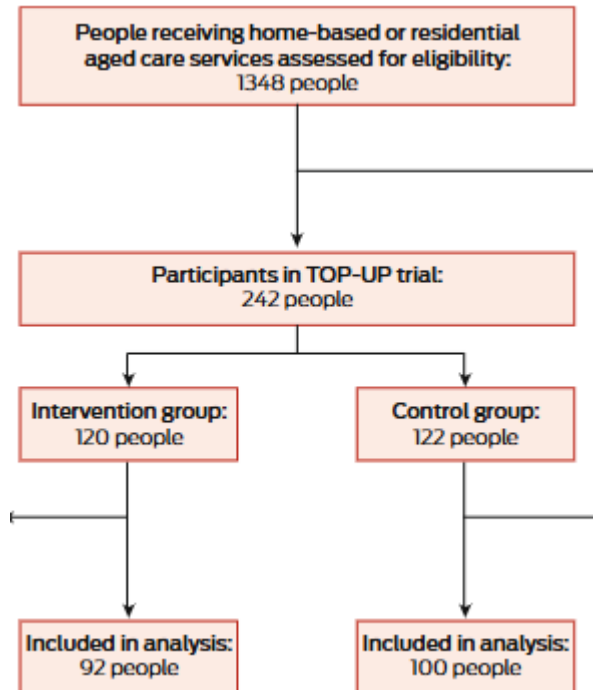 People receiving home-based or residential
aged care services assessed for eligibility:
1348 people
Participants in TOP-UP trial:
242 people
Intervention group:
120 people
Control group:
122 people
Included in analysis:
92 people
Included in analysis:
100 people